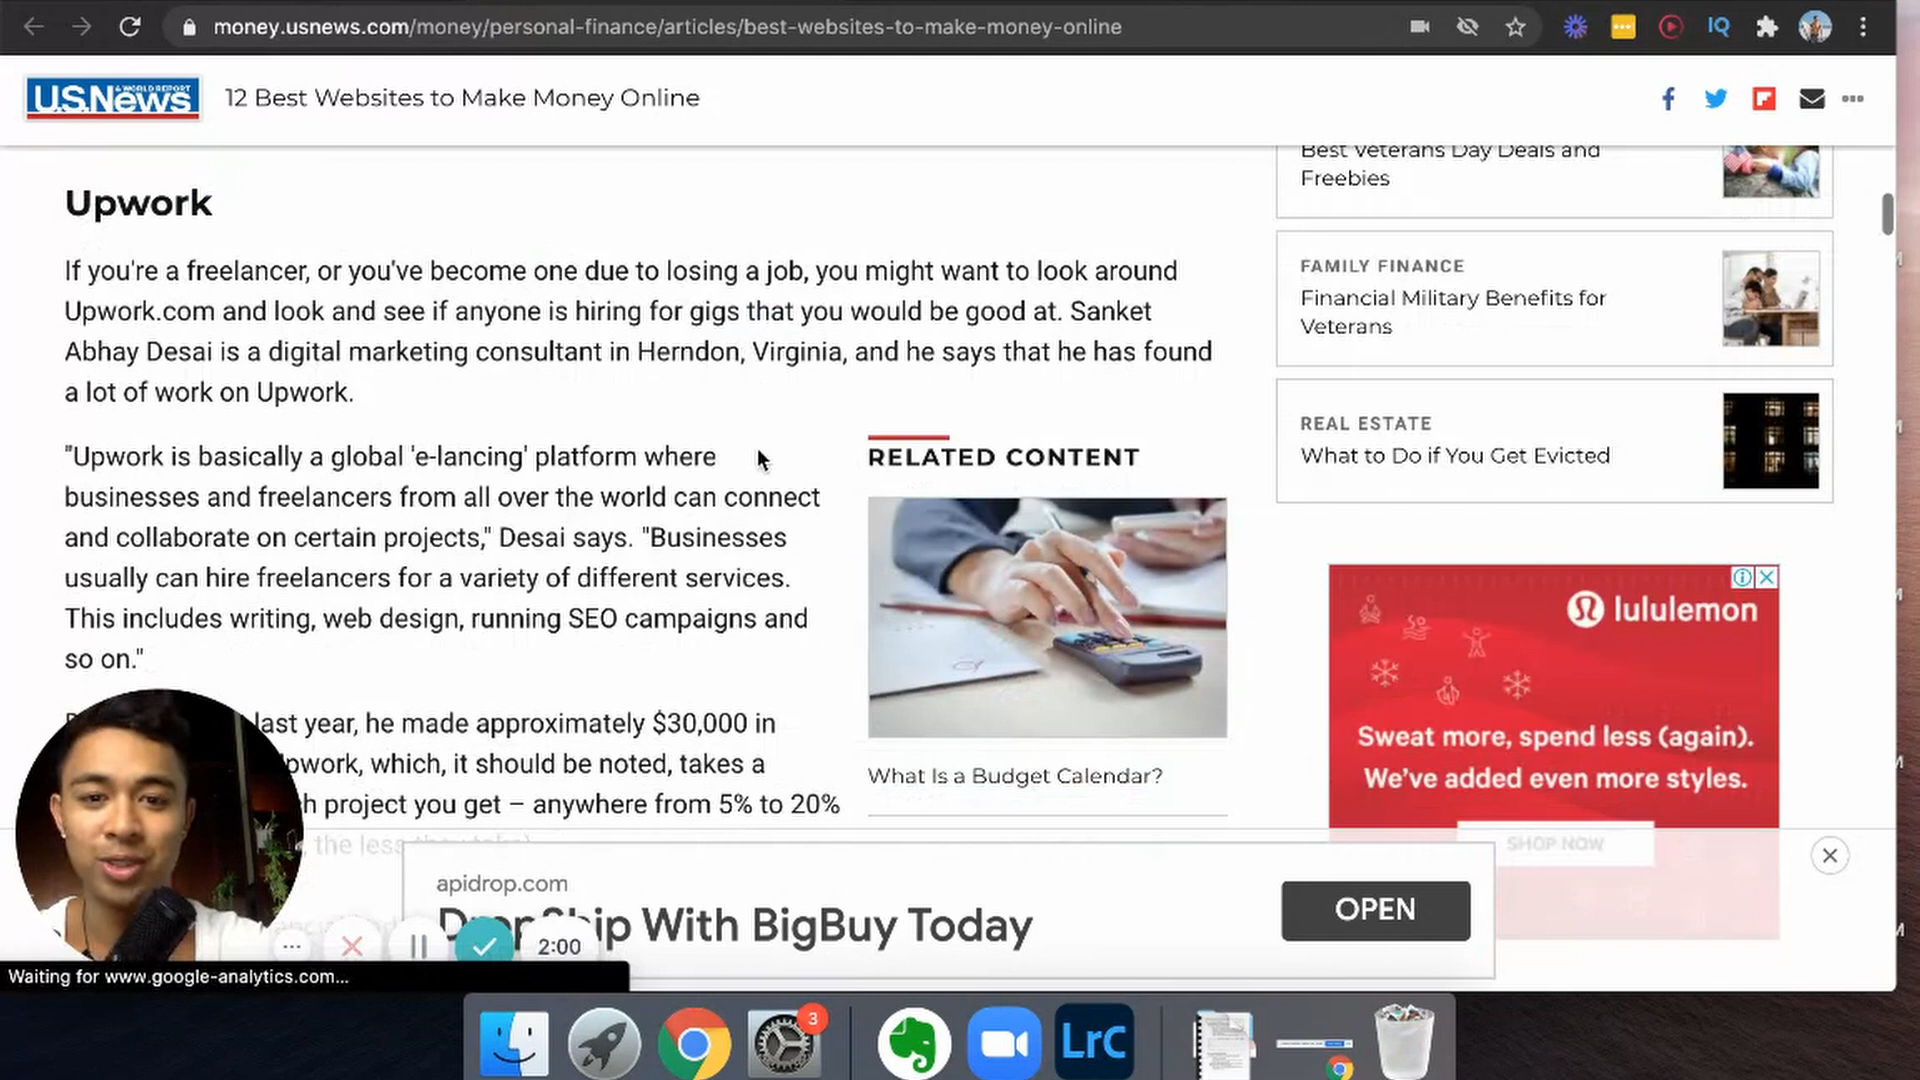 money.usnews.com/money/personal-finance/articles/best-websites-to-make-money-online
IQ
U.S.News
& WORLD REPORT
12 Best Websites to Make Money Online
Upwork
If you're a freelancer, or you've become one due to losing a job, you might want to look around
Upwork.com and look and see if anyone is hiring for gigs that you would be good at. Sanket
Abhay Desai is a digital marketing consultant in Herndon, Virginia, and he says that he has found
a lot of work on Upwork.
"Upwork is basically a global 'e-lancing' platform where
businesses and freelancers from all over the world can connect
and collaborate on certain projects," Desai says. "Businesses
usually can hire freelancers for a variety of different services.
This includes writing, web design, running SEO campaigns and
so on."
last year, he made approximately $30,000 in
pwork, which, it should be noted, takes a
h project you get – anywhere from 5% to 20%
the less they take)
RELATED CONTENT
What Is a Budget Calendar?
Best Veterans Day Deals and
Freebies
FAMILY FINANCE
Financial Military Benefits for
Veterans
REAL ESTATE
What to Do if You Get Evicted
lululemon
Sweat more, spend less (again).
We've added even more styles.
SHOP NOW
apidrop.com
DropShip With BigBuy Today
OPEN
2:00
Waiting for www.google-analytics.com...
3
LrC